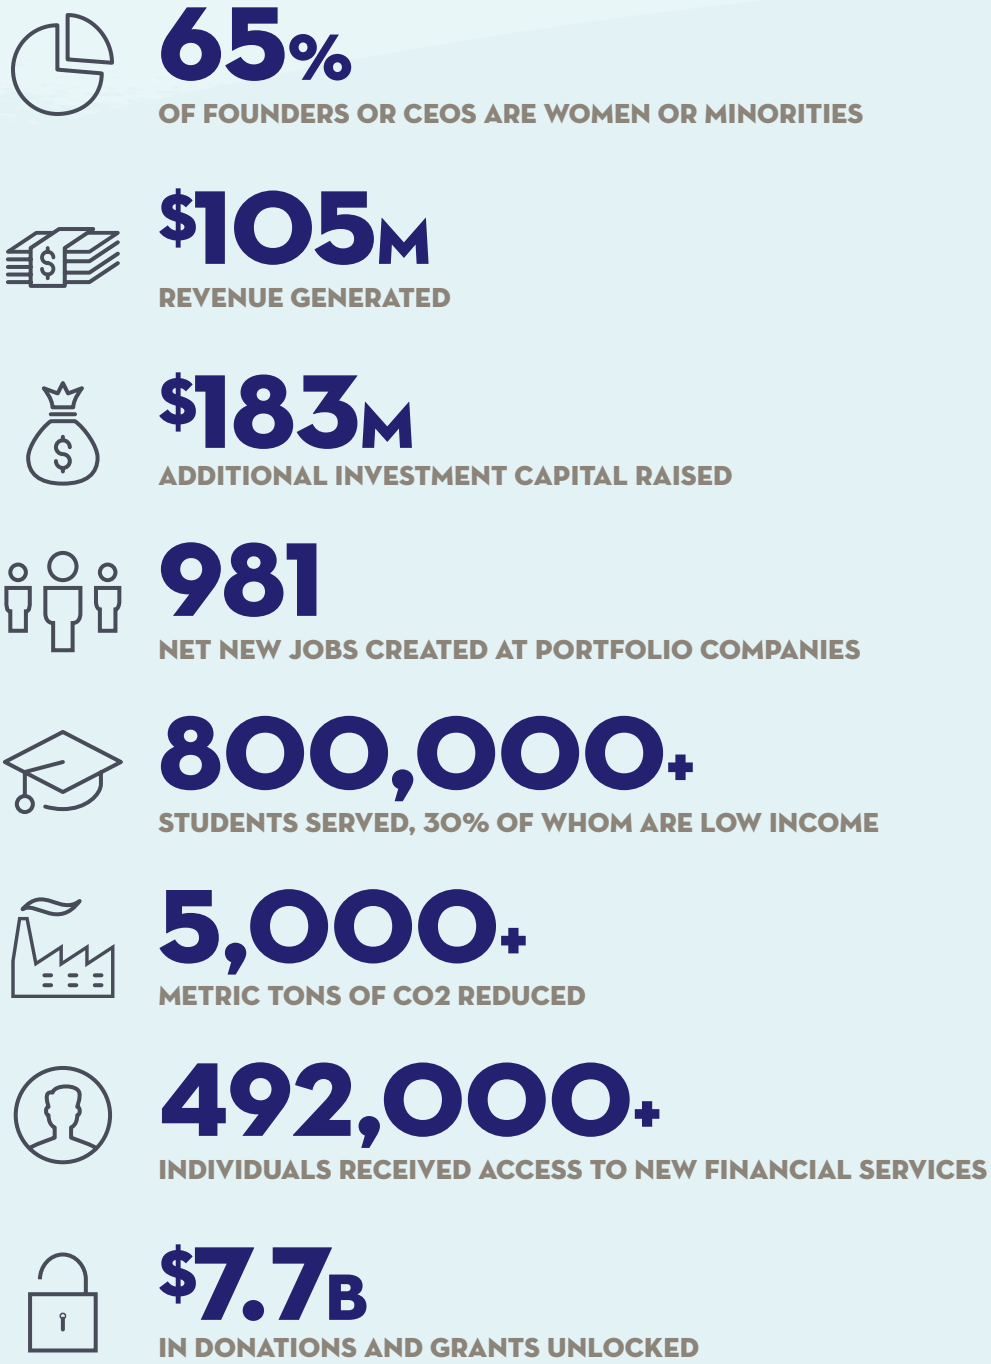 65%
OF FOUNDERS OR CEOS ARE WOMEN OR MINORITIES
$105M
REVENUE GENERATED
$183M
ADDITIONAL INVESTMENT CAPITAL RAISED
981
NET NEW JOBS CREATED AT PORTFOLIO COMPANIES
800,000+
STUDENTS SERVED, 30% OF WHOM ARE LOW INCOME
5,000+
METRIC TONS OF CO2 REDUCED
492,000+
INDIVIDUALS RECEIVED ACCESS TO NEW FINANCIAL SERVICES
$7.7B
IN DONATIONS AND GRANTS UNLOCKED